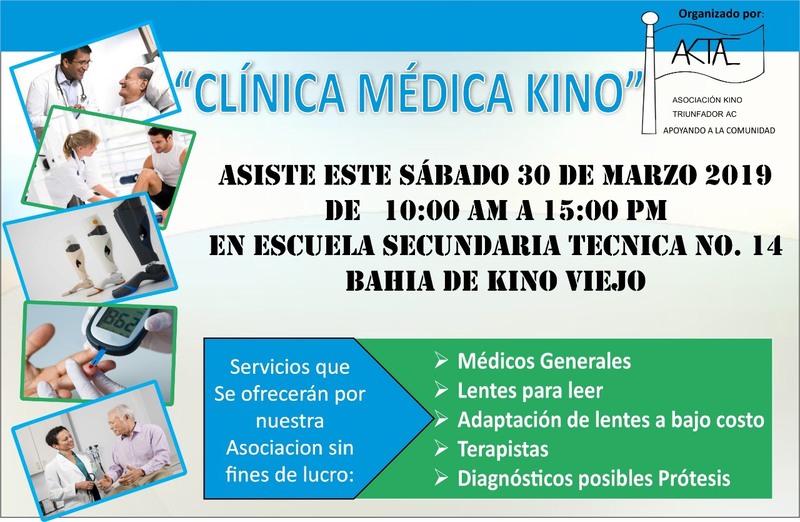 Organizado por:
AKTAC
ASOCIACIÓN KINO
TRIUNFADOR AC
APOYANDO A LA COMUNIDAD
“CLÍNICA MÉDICA KINO”
ASISTE ESTE SÁBADO 30 DE MARZO 2019
DE 10:00 AM A 15:00 PM
EN ESCUELA SECUNDARIA TECNICA NO. 14
BAHIA DE KINO VIEJO
Servicios que
Se ofrecerán por
nuestra
Asociacion sin
fines de lucro:
➢ Médicos Generales
➢ Lentes para leer
➢ Adaptación de lentes a bajo costo
➢ Terapistas
➢ Diagnósticos posibles Prótesis